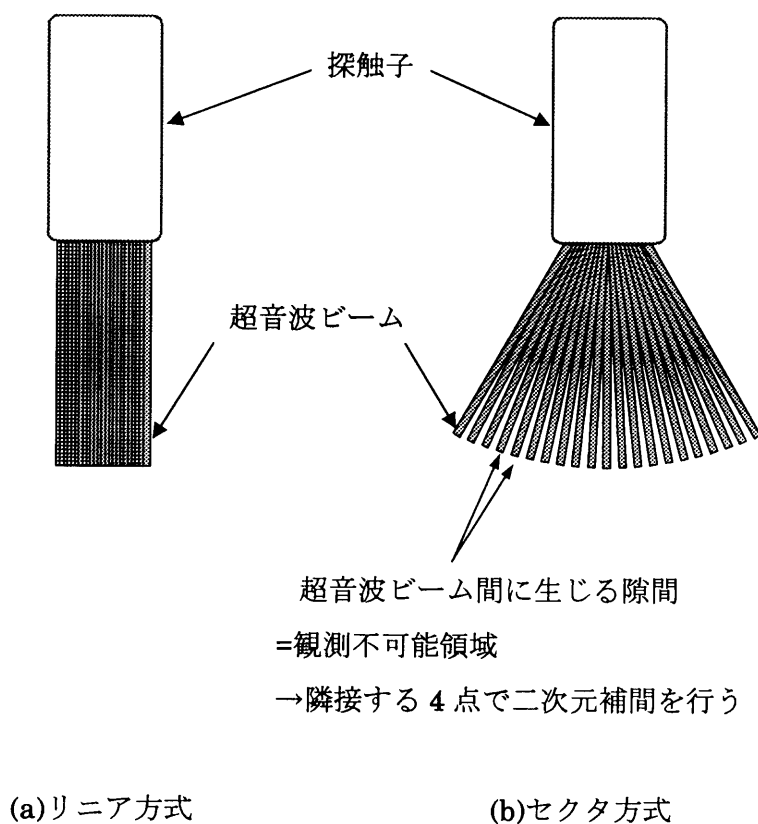 探触子
超音波ビーム
超音波ビーム間に生じる隙間
=観測不可能領域
→隣接する4点で二次元補間を行う
(a)リニア方式
(b)セクタ方式